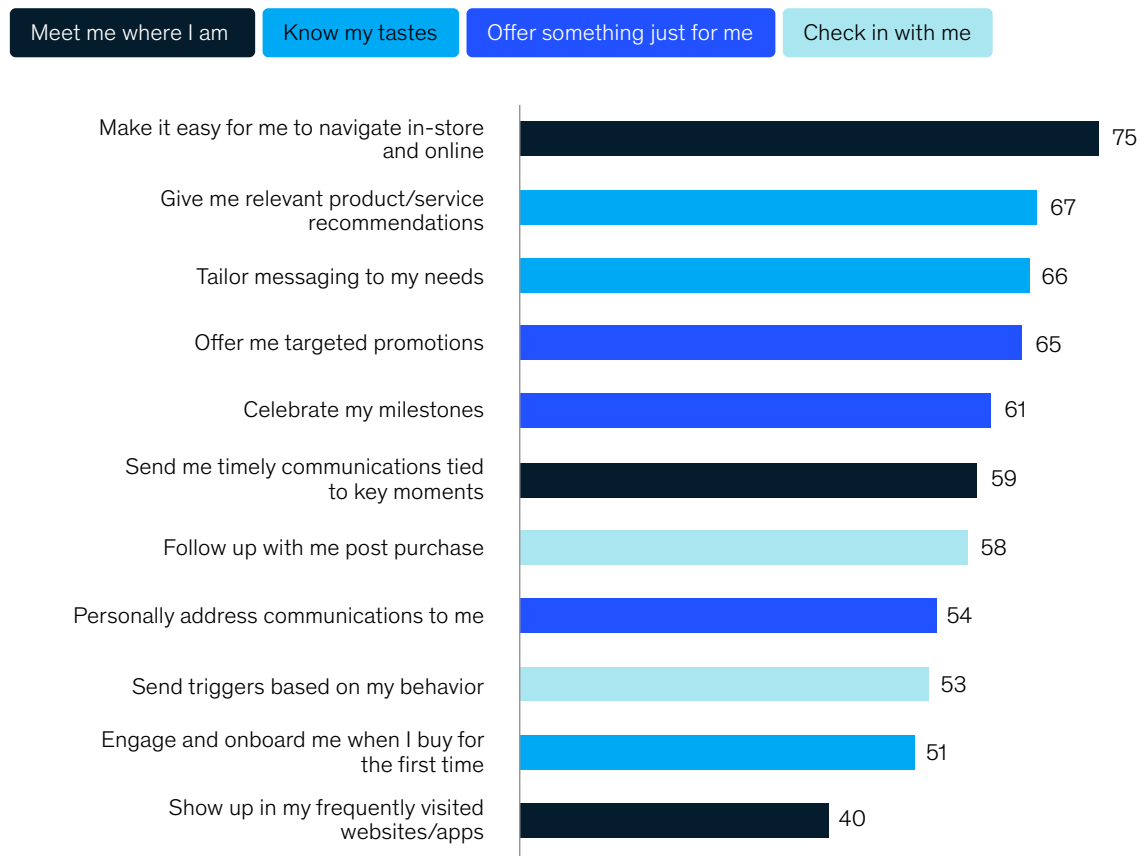 Meet me where I am
Know my tastes
Offer something just for me
Check in with me
Make it easy for me to navigate in-store
and online
75
Give me relevant product/service
recommendations
67
Tailor messaging to my needs
66
Offer me targeted promotions
65
Celebrate my milestones
61
Send me timely communications tied
to key moments
59
Follow up with me post purchase
58
Personally address communications to me
54
Send triggers based on my behavior
53
Engage and onboard me when I buy for
the first time
51
Show up in my frequently visited
websites/apps
40